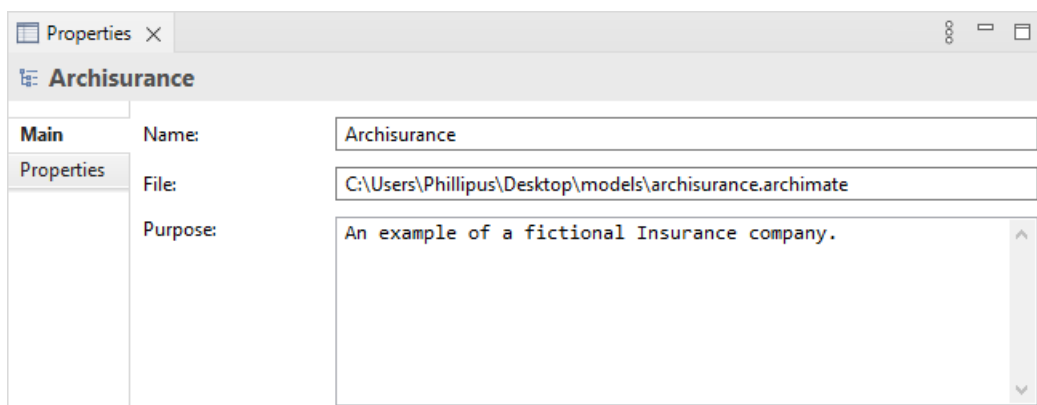 Properties
Archisurance
Main
Name:
Archisurance
Properties
File:
C:\Users\Phillipus\Desktop\models\archisurance.archimate
Purpose:
An example of a fictional Insurance company.